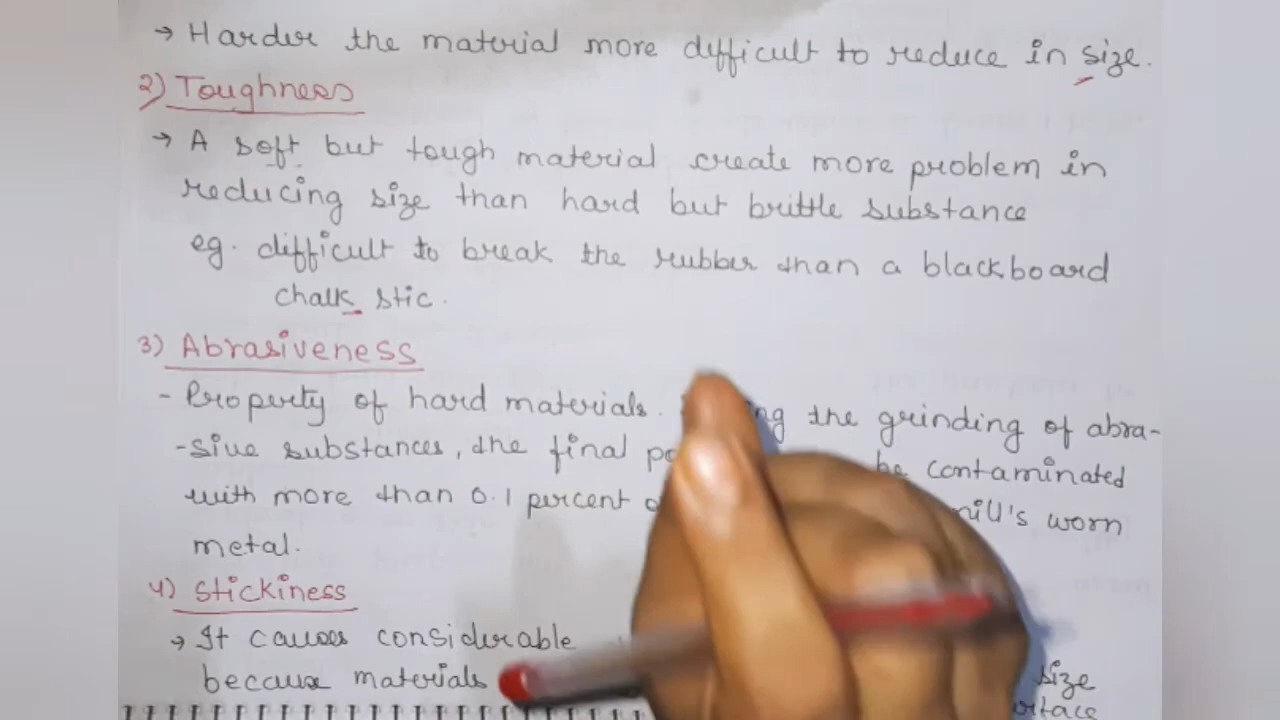 → Harder the material more difficult to reduce in size.
2) Toughness
→ A soft but tough material create more problem in
reducing size than hard but brittle substance
eg. difficult to break the rubber than a blackboard
chalk stic.
3) Abrasiveness
- Property of hard materials. the grinding of abra-
-sive substances, the final be contaminated
with more than 0.1 percent mill's worn
metal.
4) Stickiness
→ It causes considerable
because materials size